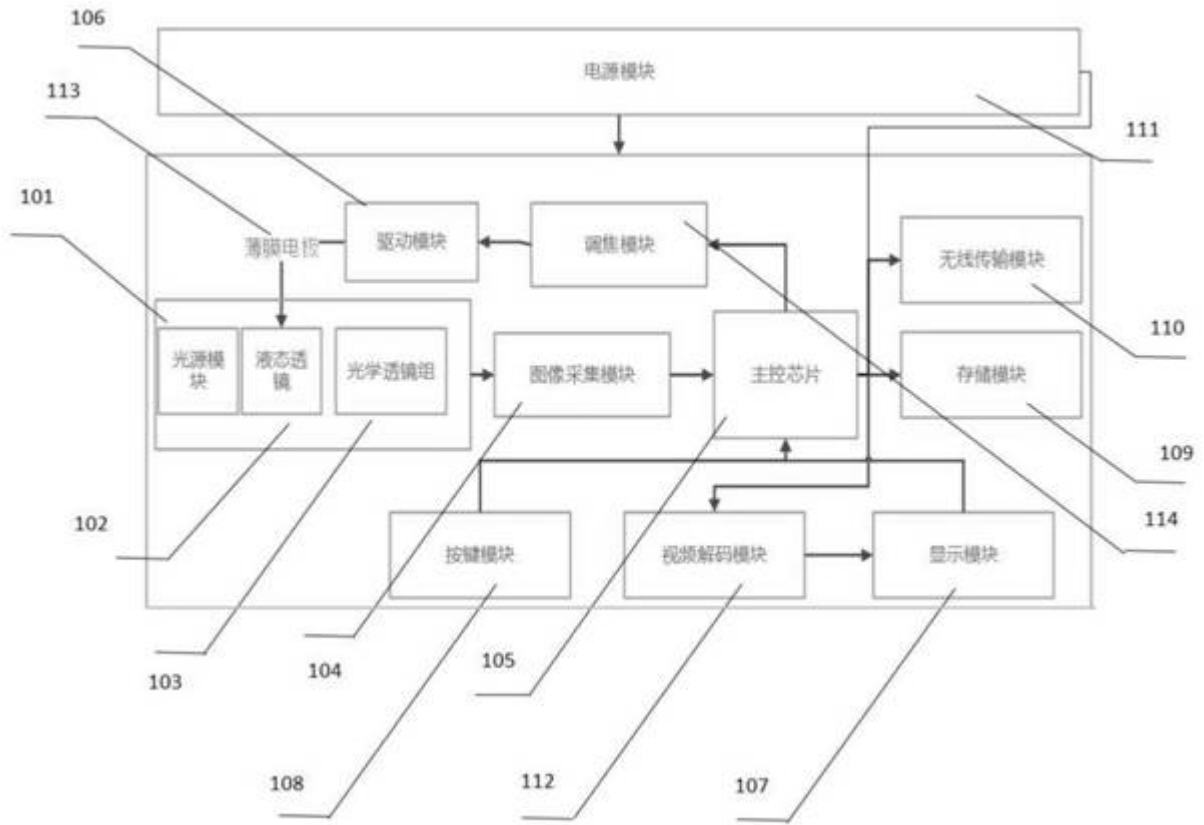 106
电源模块
113
111
101
薄膜电极
驱动模块
调焦模块
无线传输模块
110
光源模
块
液态透
镜
光学透镜组
图像采集模块
主控芯片
存储模块
109
102
114
按键模块
视频解码模块
显示模块
103
104
105
108
112
107